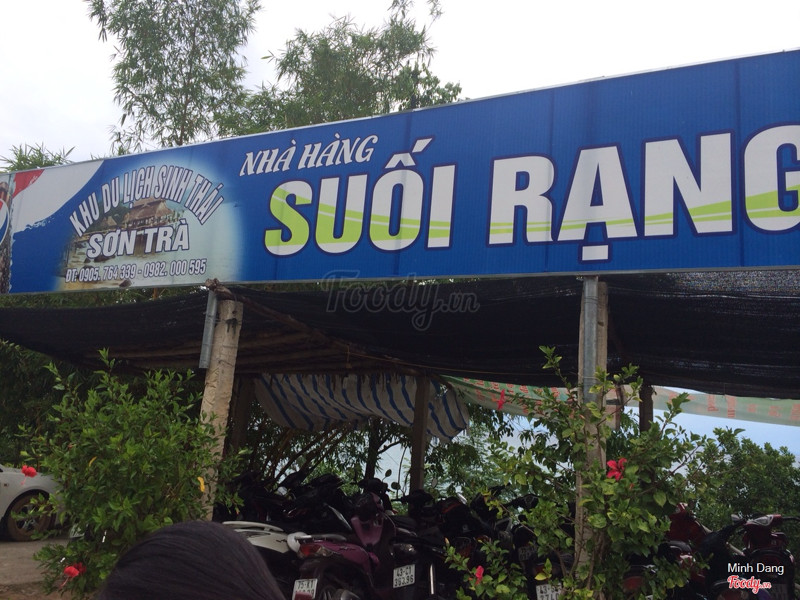 NHÀ HÀNG
SUỐI RẠNG
KHU DU LỊCH SINH THÁI
SƠN TRÀ
ĐT: 0905. 764 339 - 0982. 000 595
Foody.vn
Minh Dang
Foody.vn